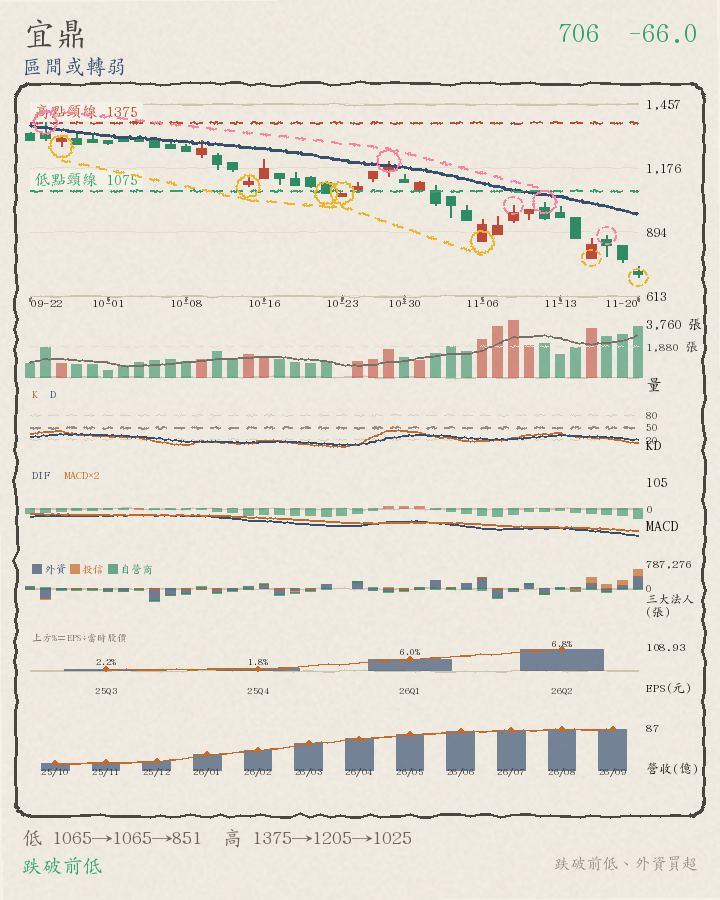 宜鼎
706 -66.0
區間或轉弱
高點頸線 1375
低點頸線 1075
1,457
1,176
894
613
09-22 10-01 10-08 10-16 10-23 10-30 11-06 11-13 11-20
3,760 張
1,880 張
量
K D
80
50
20
KD
DIF MACD×2
105
0
MACD
外資 投信 自營商
787,276
0
三大法人
(張)
上方%=EPS÷當時股價
2.2% 1.8% 6.0% 6.8%
108.93
25Q3 25Q4 26Q1 26Q2
EPS(元)
87
25/10 25/11 25/12 26/01 26/02 26/03 26/04 26/05 26/06 26/07 26/08 26/09
營收(億)
低 1065→1065→851 高 1375→1205→1025
跌破前低
跌破前低、外資買超